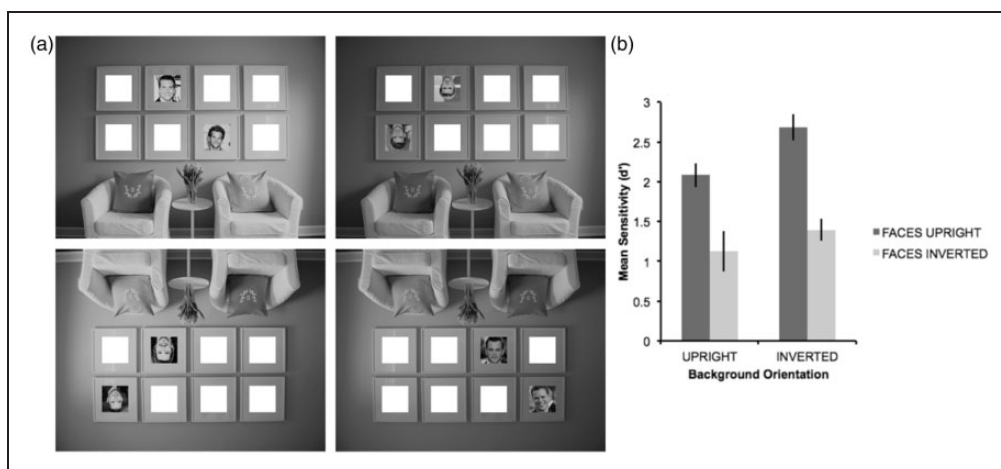 (a)
(b)
3
2.5
2
1.5
1
0.5
0
Mean Sensitivity (d')
UPRIGHT INVERTED
Background Orientation
FACES UPRIGHT
FACES INVERTED